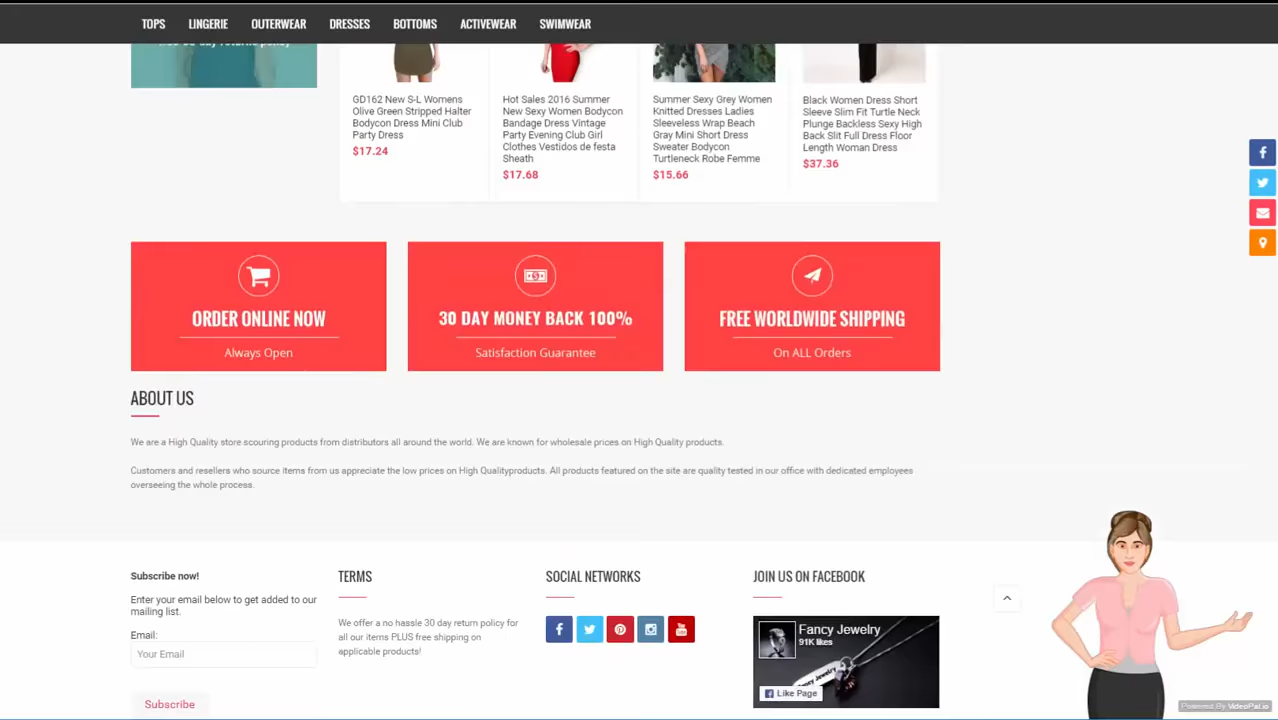 TOPS LINGERIE OUTERWEAR DRESSES BOTTOMS ACTIVEWEAR SWIMWEAR
GD162 New S-L Womens
Olive Green Stripped Halter
Bodycon Dress Mini Club
Party Dress
$17.24
Hot Sales 2016 Summer
New Sexy Women Bodycon
Bandage Dress Vintage
Party Evening Club Girl
Clothes Vestidos de festa
Sheath
$17.68
Summer Sexy Grey Women
Knitted Dresses Ladies
Sleeveless Wrap Beach
Gray Mini Short Dress
Sweater Bodycon
Turtleneck Robe Femme
$15.66
Black Women Dress Short
Sleeve Slim Fit Turtle Neck
Plunge Backless Sexy High
Back Slit Full Dress Floor
Length Woman Dress
$37.36
ORDER ONLINE NOW
Always Open
30 DAY MONEY BACK 100%
Satisfaction Guarantee
FREE WORLDWIDE SHIPPING
On ALL Orders
ABOUT US
We are a High Quality store scouring products from distributors all around the world. We are known for wholesale prices on High Quality products.
Customers and resellers who source items from us appreciate the low prices on High Qualityproducts. All products featured on the site are quality tested in our office with dedicated employees
overseeing the whole process.
Subscribe now!
Enter your email below to get added to our
mailing list.
Email:
Your Email
Subscribe
TERMS
We offer a no hassle 30 day return policy for
all our items PLUS free shipping on
applicable products!
SOCIAL NETWORKS
JOIN US ON FACEBOOK
Fancy Jewelry
91K likes
Fancy Jewelry
Like Page
Powered By VideoPal.io